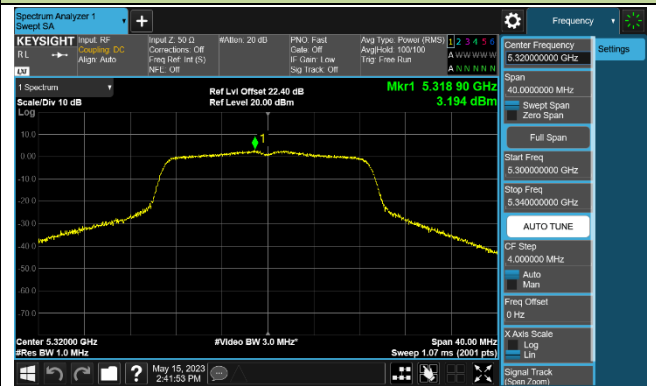 Spectrum Analyzer 1
Swept SA
Frequency
KEYSIGHT
RL
LXI
Input: RF
Coupling: DC
Align: Auto
Input Z: 50 Ω
Corrections: Off
Freq Ref: Int (S)
NFE: Off
#Atten: 20 dB
PNO: Fast
Gate: Off
IF Gain: Low
Sig Track: Off
Avg Type: Power (RMS)
Avg|Hold: 100/100
Trig: Free Run
1 2 3 4 5 6
A W W W W W
A N N N N N
1 Spectrum
Scale/Div 10 dB
Log
Ref Lvl Offset 22.40 dB
Ref Level 20.00 dBm
Mkr1 5.318 90 GHz
3.194 dBm
1
10.0
0.00
-10.0
-20.0
-30.0
-40.0
-50.0
-60.0
-70.0
Center 5.32000 GHz
#Res BW 1.0 MHz
#Video BW 3.0 MHz*
Span 40.00 MHz
Sweep 1.07 ms (2001 pts)
May 15, 2023
2:41:53 PM
Center Frequency
5.320000000 GHz
Settings
Span
40.0000000 MHz
Swept Span
Zero Span
Full Span
Start Freq
5.300000000 GHz
Stop Freq
5.340000000 GHz
AUTO TUNE
CF Step
4.000000 MHz
Auto
Man
Freq Offset
0 Hz
X Axis Scale
Log
Lin
Signal Track
(Span Zoom)